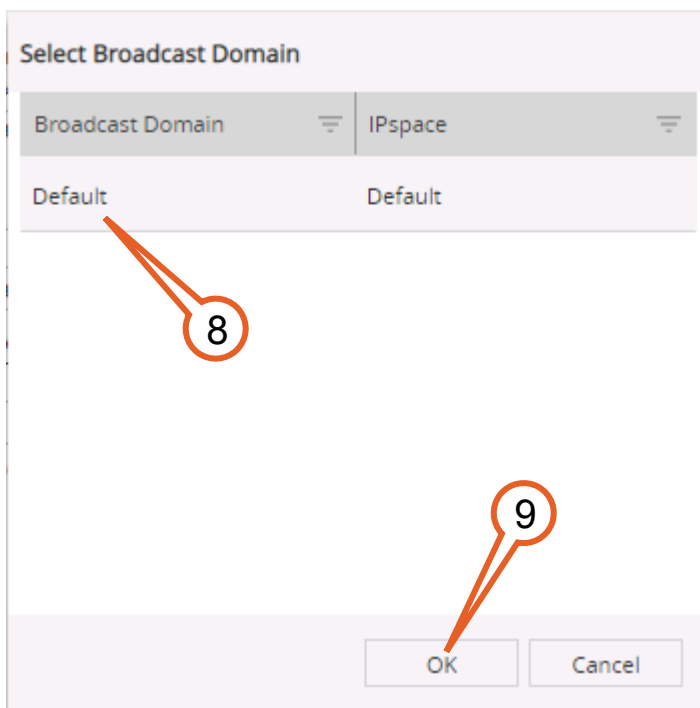 Select Broadcast Domain
Broadcast Domain IPspace
Default Default
8
9
OK Cancel